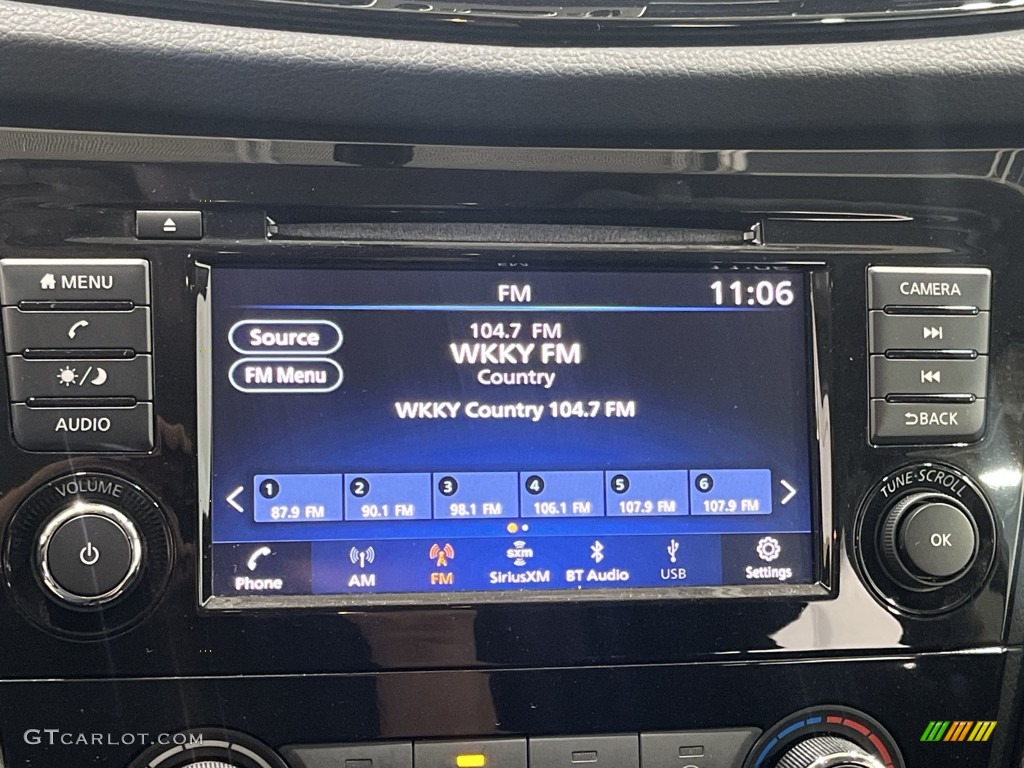 MENU
CAMERA
FM
11:06
Source
104.7 FM
WKKY FM
FM Menu
Country
WKKY Country 104.7 FM
AUDIO
BACK
VOLUME
TUNE·SCROLL
1 2 3 4 5 6
87.9 FM 90.1 FM 98.1 FM 106.1 FM 107.9 FM 107.9 FM
OK
sxm
Phone AM FM SiriusXM BT Audio USB Settings
GTCARLOT.COM